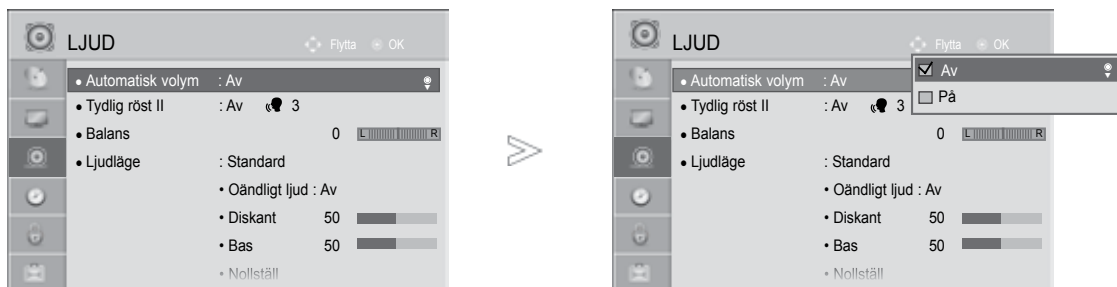 LJUD Flytta OK
• Automatisk volym : Av
• Tydlig röst II : Av 3
• Balans 0 L R
• Ljudläge : Standard
• Oändligt ljud : Av
• Diskant 50
• Bas 50
• Nollställ
LJUD Flytta OK
• Automatisk volym : Av
Av
På
• Tydlig röst II : Av 3
• Balans 0 L R
• Ljudläge : Standard
• Oändligt ljud : Av
• Diskant 50
• Bas 50
• Nollställ